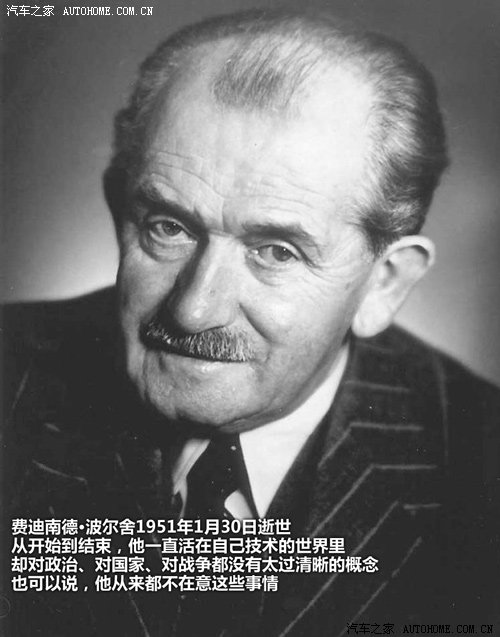 汽车之家 AUTOHOME.COM.CN
费迪南德•波尔舍1951年1月30日逝世
从开始到结束，他一直活在自己技术的世界里
却对政治、对国家、对战争都没有太过清晰的概念
也可以说，他从来都不在意这些事情
汽车之家 AUTOHOME.COM.CN